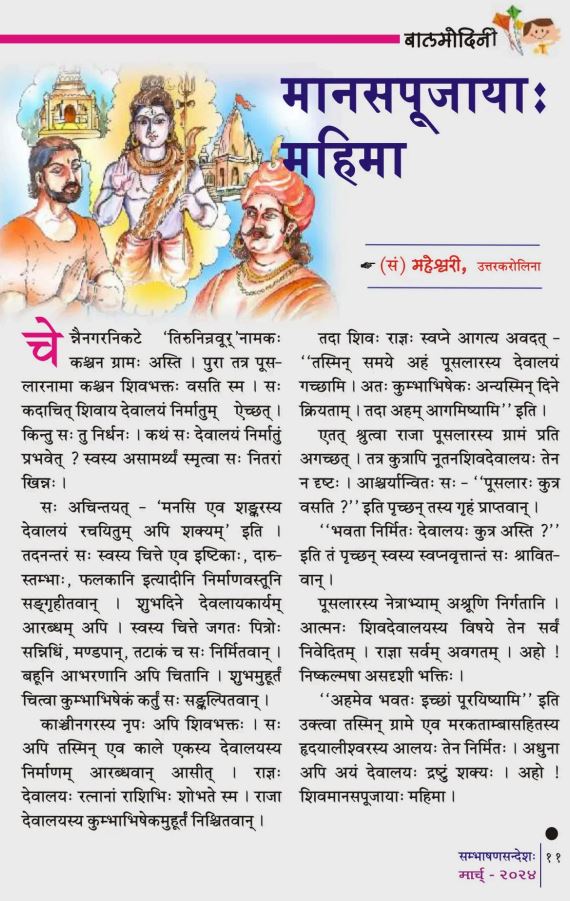 बालमोदिनी
मानसपूजायाः
महिमा
☛ (सं) महेश्वरी, उत्तरकरोलिना
चेन्नैनगरनिकटे ‘तिरुनिन्रवूर्’नामकः
कश्चन ग्रामः अस्ति । पुरा तत्र पूस-
लारनामा कश्चन शिवभक्तः वसति स्म । सः
कदाचित् शिवाय देवालयं निर्मातुम् ऐच्छत् ।
किन्तु सः तु निर्धनः । कथं सः देवालयं निर्मातुं
प्रभवेत् ? स्वस्य असामर्थ्यं स्मृत्वा सः नितरां
खिन्नः ।
सः अचिन्तयत् - ‘मनसि एव शङ्करस्य
देवालयं रचयितुम् अपि शक्यम्’ इति ।
तदनन्तरं सः स्वस्य चित्ते एव इष्टिकाः, दारु-
स्तम्भाः, फलकानि इत्यादीनि निर्माणवस्तूनि
सङ्गृहीतवान् । शुभदिने देवलायकार्यम्
आरब्धम् अपि । स्वस्य चित्ते जगतः पित्रोः
सन्निधिं, मण्डपान्, तटाकं च सः निर्मितवान् ।
बहूनि आभरणानि अपि चितानि । शुभमुहूर्तं
चित्वा कुम्भाभिषेकं कर्तुं सः सङ्कल्पितवान् ।
काञ्चीनगरस्य नृपः अपि शिवभक्तः । सः
अपि तस्मिन् एव काले एकस्य देवालयस्य
निर्माणम् आरब्धवान् आसीत् । राज्ञः
देवालयः रत्नानां राशिभिः शोभते स्म । राजा
देवालयस्य कुम्भाभिषेकमुहूर्तं निश्चितवान् ।
तदा शिवः राज्ञः स्वप्ने आगत्य अवदत् -
‘‘तस्मिन् समये अहं पूसलारस्य देवालयं
गच्छामि । अतः कुम्भाभिषेकः अन्यस्मिन् दिने
क्रियताम् । तदा अहम् आगमिष्यामि’’ इति ।
एतत् श्रुत्वा राजा पूसलारस्य ग्रामं प्रति
अगच्छत् । तत्र कुत्रापि नूतनशिवदेवालयः तेन
न दृष्टः । आश्चर्यान्वितः सः - ‘‘पूसलारः कुत्र
वसति ?’’ इति पृच्छन् तस्य गृहं प्राप्तवान् ।
‘‘भवता निर्मितः देवालयः कुत्र अस्ति ?’’
इति तं पृच्छन् स्वस्य स्वप्नवृत्तान्तं सः श्रावित-
वान् ।
पूसलारस्य नेत्राभ्याम् अश्रूणि निर्गतानि ।
आत्मनः शिवदेवालयस्य विषये तेन सर्वं
निवेदितम् । राज्ञा सर्वम् अवगतम् । अहो !
निष्कल्मषा असदृशी भक्तिः ।
‘‘अहमेव भवतः इच्छां पूरयिष्यामि’’ इति
उक्त्वा तस्मिन् ग्रामे एव मरकताम्बासहितस्य
हृदयालीश्वरस्य आलयः तेन निर्मितः । अधुना
अपि अयं देवालयः द्रष्टुं शक्यः । अहो !
शिवमानसपूजायाः महिमा ।
सम्भाषणसन्देशः ११
मार्च् - २०२४